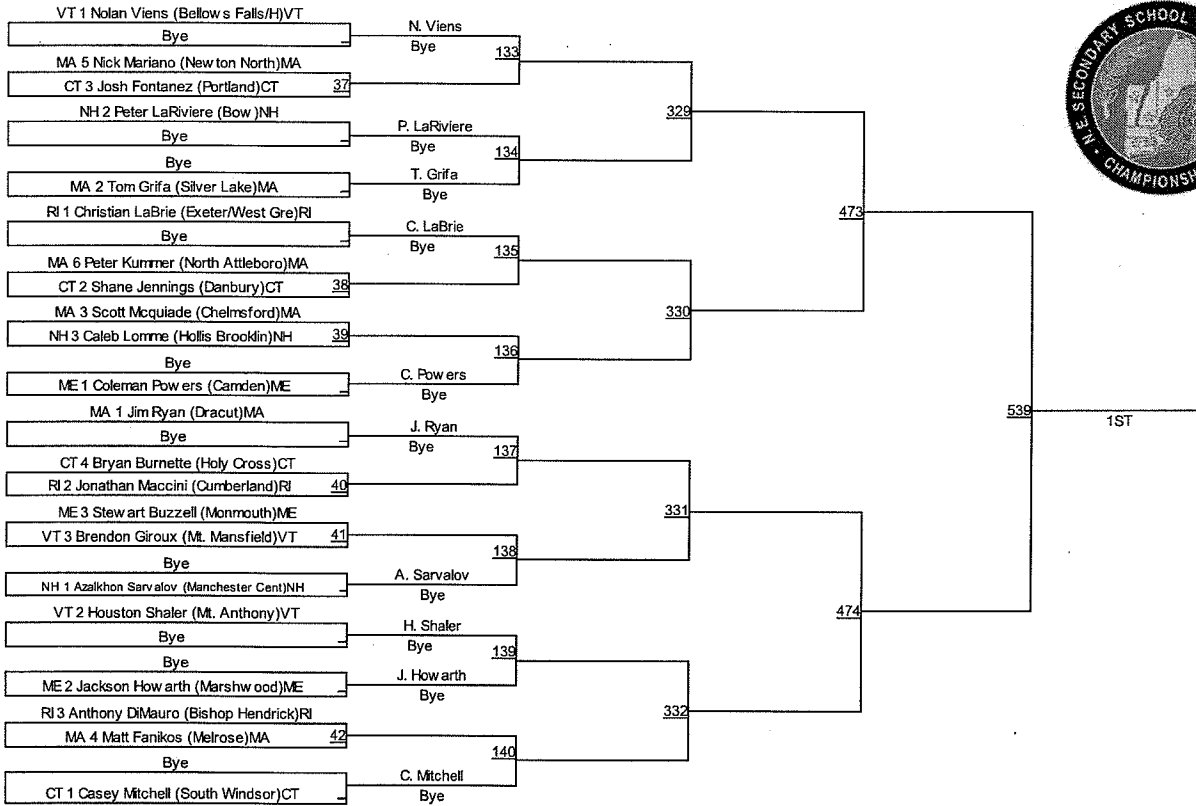 VT 1 Nolan Viens (Bellows Falls/H)VT
Bye
MA 5 Nick Mariano (Newton North)MA
CT 3 Josh Fontanez (Portland)CT 37
NH 2 Peter LaRiviere (Bow)NH
Bye
Bye
MA 2 Tom Grifa (Silver Lake)MA
RI 1 Christian LaBrie (Exeter/West Gre)RI
Bye
MA 6 Peter Kummer (North Attleboro)MA
CT 2 Shane Jennings (Danbury)CT 38
MA 3 Scott Mcquiade (Chelmsford)MA
NH 3 Caleb Lomme (Hollis Brooklin)NH 39
Bye
ME 1 Coleman Powers (Camden)ME
MA 1 Jim Ryan (Dracut)MA
Bye
CT 4 Bryan Burnette (Holy Cross)CT
RI 2 Jonathan Maccini (Cumberland)RI 40
ME 3 Stewart Buzzell (Monmouth)ME
VT 3 Brendon Giroux (Mt. Mansfield)VT 41
Bye
NH 1 Azalkhon Sarvalov (Manchester Cent)NH
VT 2 Houston Shaler (Mt. Anthony)VT
Bye
Bye
ME 2 Jackson Howarth (Marshwood)ME
RI 3 Anthony DiMauro (Bishop Hendrick)RI
MA 4 Matt Fanikos (Melrose)MA 42
Bye
CT 1 Casey Mitchell (South Windsor)CT
N. Viens
Bye
133
P. LaRiviere
Bye
134
T. Grifa
Bye
C. LaBrie
Bye
135
136
C. Powers
Bye
J. Ryan
Bye
137
138
A. Sarvalov
Bye
H. Shaler
Bye
139
J. Howarth
Bye
140
C. Mitchell
Bye
329
330
331
332
473
474
539
1ST
N.E. SECONDARY SCHOOL